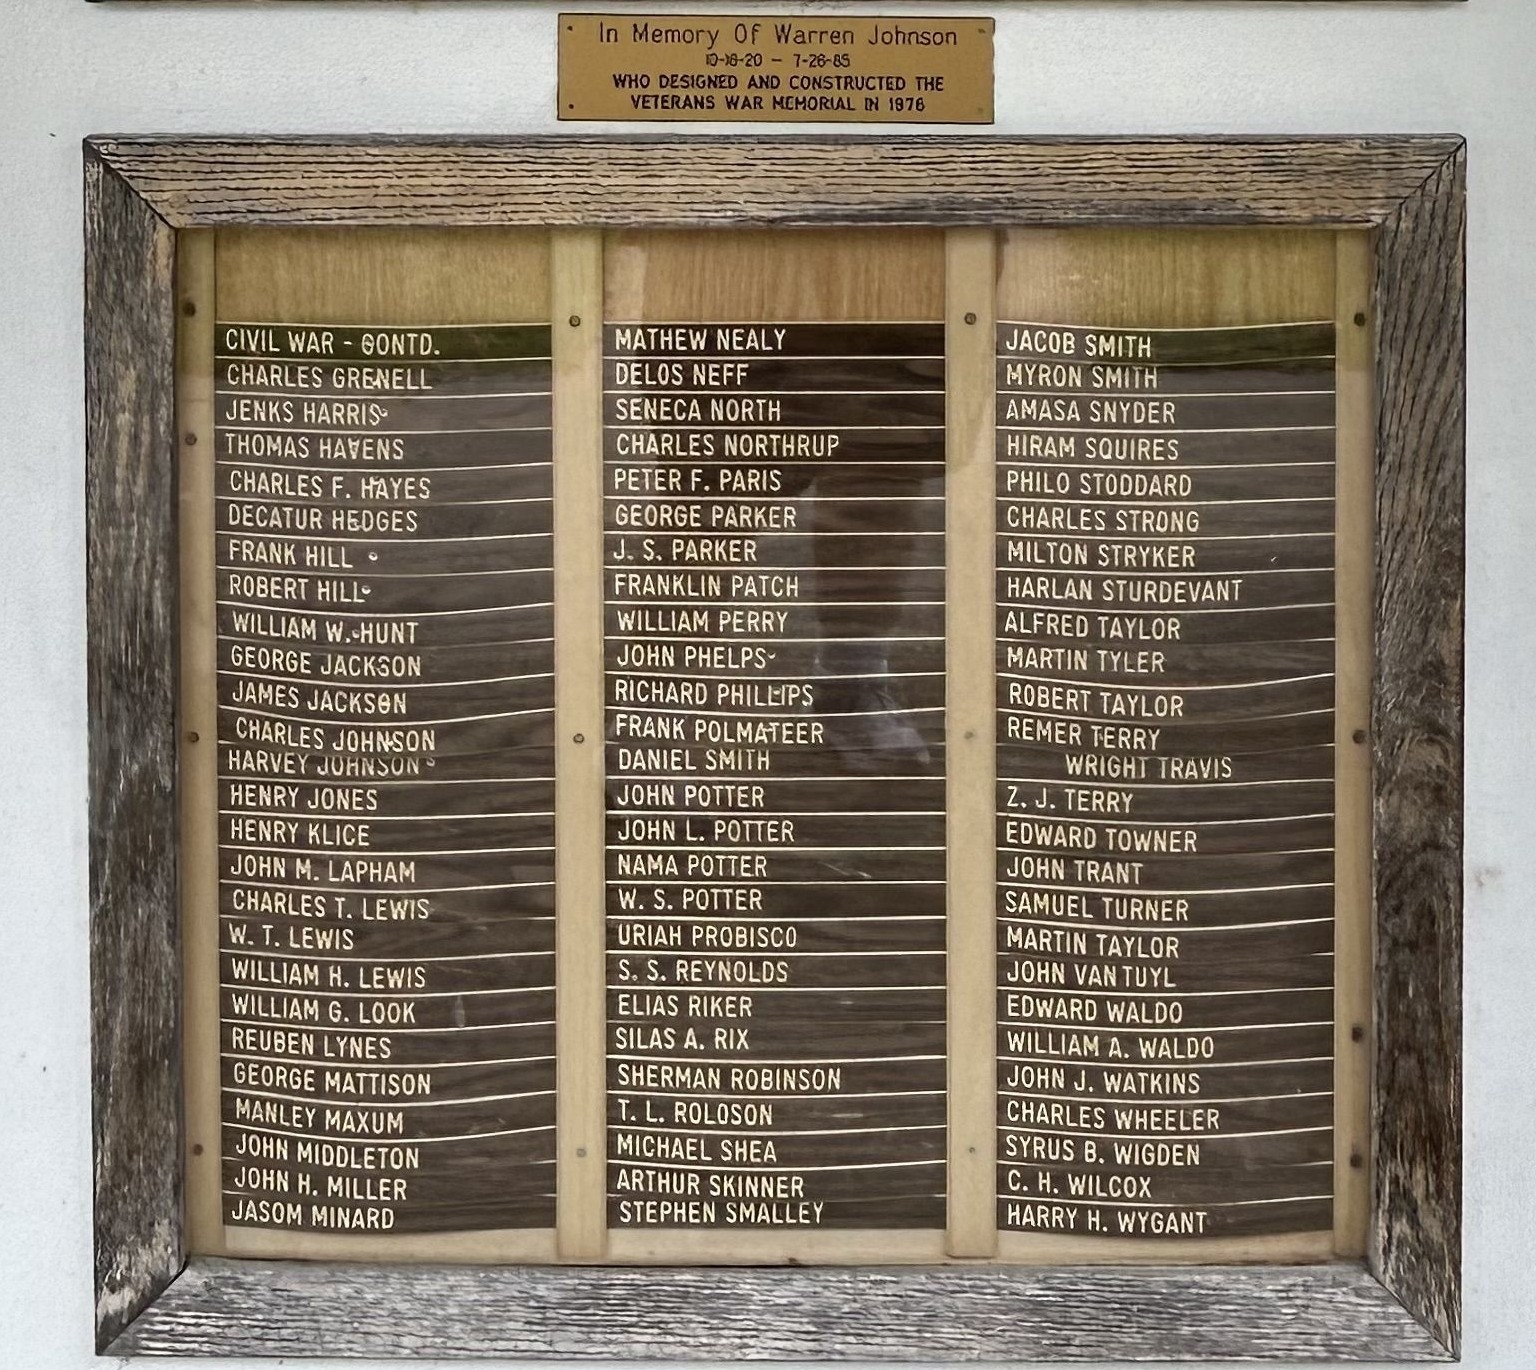 In Memory Of Warren Johnson
10-18-20 - 7-26-85
WHO DESIGNED AND CONSTRUCTED THE
VETERANS WAR MEMORIAL IN 1976
CIVIL WAR - CONTD.
CHARLES GRENELL
JENKS HARRIS
THOMAS HAVENS
CHARLES F. HAYES
DECATUR HEDGES
FRANK HILL
ROBERT HILL
WILLIAM W. HUNT
GEORGE JACKSON
JAMES JACKSON
CHARLES JOHNSON
HARVEY JOHNSON
HENRY JONES
HENRY KLICE
JOHN M. LAPHAM
CHARLES T. LEWIS
W. T. LEWIS
WILLIAM H. LEWIS
WILLIAM G. LOOK
REUBEN LYNES
GEORGE MATTISON
MANLEY MAXUM
JOHN MIDDLETON
JOHN H. MILLER
JASOM MINARD
MATHEW NEALY
DELOS NEFF
SENECA NORTH
CHARLES NORTHRUP
PETER F. PARIS
GEORGE PARKER
J. S. PARKER
FRANKLIN PATCH
WILLIAM PERRY
JOHN PHELPS
RICHARD PHILLIPS
FRANK POLMATEER
DANIEL SMITH
JOHN POTTER
JOHN L. POTTER
NAMA POTTER
W. S. POTTER
URIAH PROBISCO
S. S. REYNOLDS
ELIAS RIKER
SILAS A. RIX
SHERMAN ROBINSON
T. L. ROLOSON
MICHAEL SHEA
ARTHUR SKINNER
STEPHEN SMALLEY
JACOB SMITH
MYRON SMITH
AMASA SNYDER
HIRAM SQUIRES
PHILO STODDARD
CHARLES STRONG
MILTON STRYKER
HARLAN STURDEVANT
ALFRED TAYLOR
MARTIN TYLER
ROBERT TAYLOR
REMER TERRY
WRIGHT TRAVIS
Z. J. TERRY
EDWARD TOWNER
JOHN TRANT
SAMUEL TURNER
MARTIN TAYLOR
JOHN VAN TUYL
EDWARD WALDO
WILLIAM A. WALDO
JOHN J. WATKINS
CHARLES WHEELER
SYRUS B. WIGDEN
C. H. WILCOX
HARRY H. WYGANT